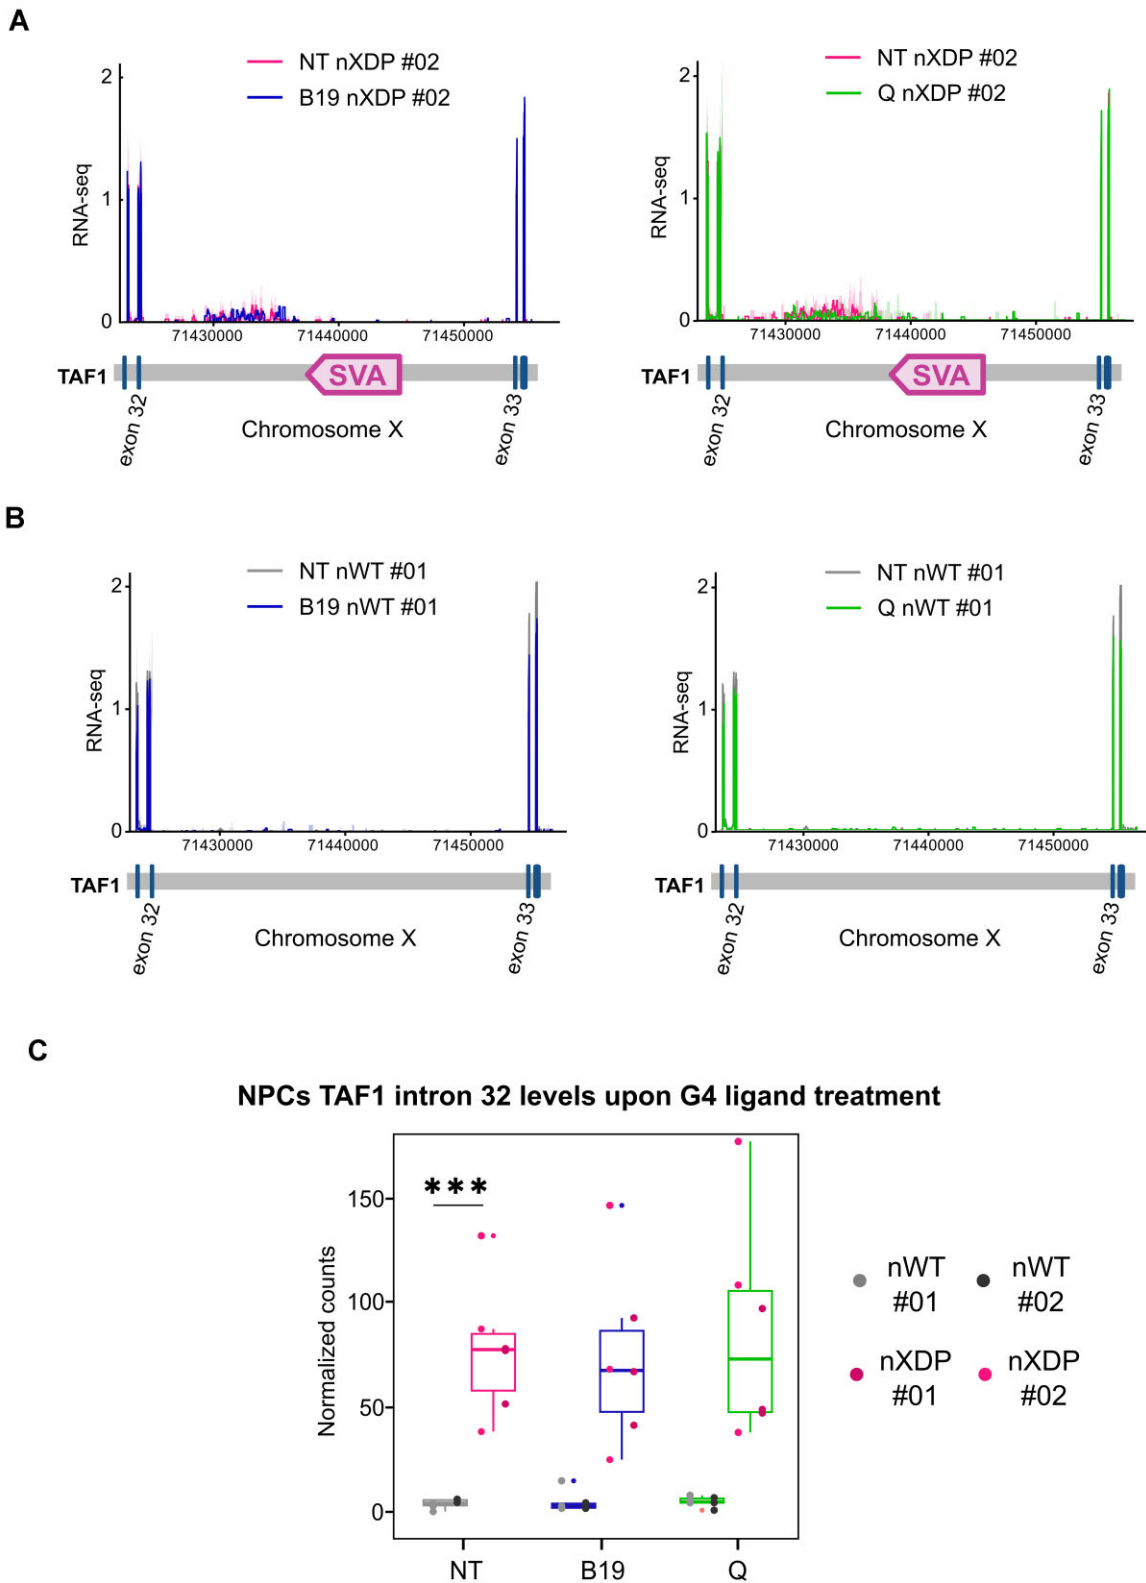 A
NT nXDP #02
B19 nXDP #02
2
1
0
RNA-seq
71430000 71440000 71450000
TAF1
SVA
exon 32
exon 33
Chromosome X
NT nXDP #02
Q nXDP #02
2
1
0
RNA-seq
71430000 71440000 71450000
TAF1
SVA
exon 32
exon 33
Chromosome X
B
NT nWT #01
B19 nWT #01
2
1
0
RNA-seq
71430000 71440000 71450000
TAF1
exon 32
exon 33
Chromosome X
NT nWT #01
Q nWT #01
2
1
0
RNA-seq
71430000 71440000 71450000
TAF1
exon 32
exon 33
Chromosome X
C
NPCs TAF1 intron 32 levels upon G4 ligand treatment
***
150
100
50
0
Normalized counts
NT B19 Q
nWT
#01
nWT
#02
nXDP
#01
nXDP
#02